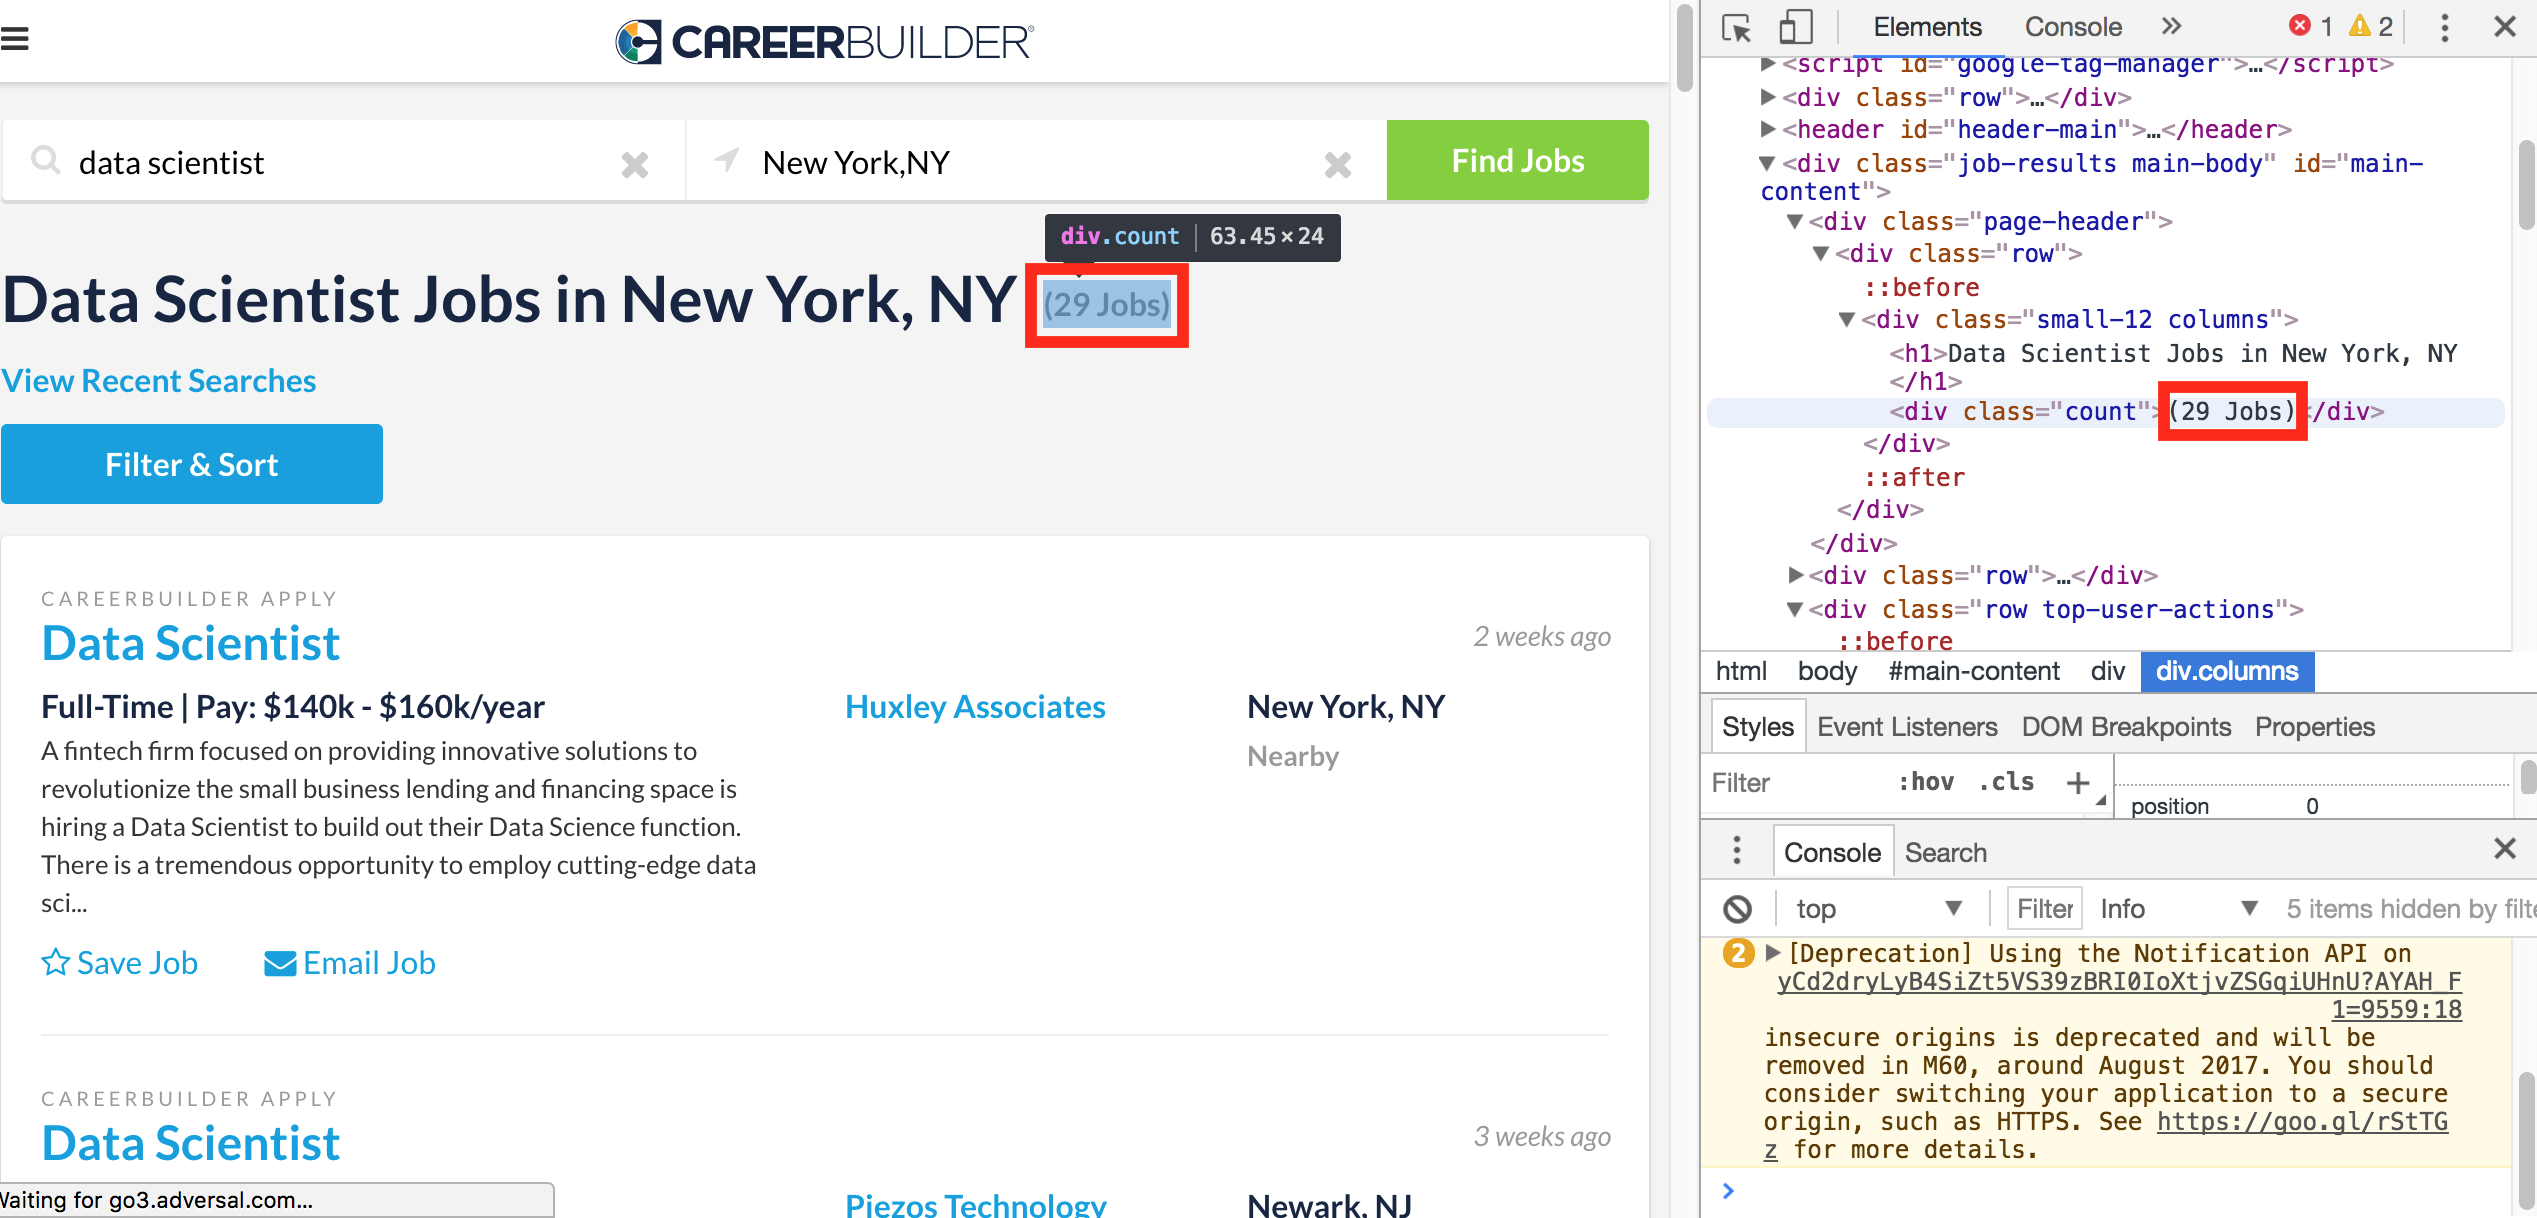 CAREERBUILDER®
data scientist
New York,NY
Find Jobs
div.count | 63.45×24
Data Scientist Jobs in New York, NY (29 Jobs)
View Recent Searches
Filter & Sort
CAREERBUILDER APPLY
Data Scientist
2 weeks ago
Full-Time | Pay: $140k - $160k/year
Huxley Associates
New York, NY
Nearby
A fintech firm focused on providing innovative solutions to
revolutionize the small business lending and financing space is
hiring a Data Scientist to build out their Data Science function.
There is a tremendous opportunity to employ cutting-edge data
sci...
Save Job
Email Job
CAREERBUILDER APPLY
Data Scientist
3 weeks ago
Piezos Technology
Newark, NJ
Waiting for go3.adversal.com...
Elements
Console
»
1
2
<script id="google-tag-manager">…</script>
<div class="row">…</div>
<header id="header-main">…</header>
<div class="job-results main-body" id="main-
content">
<div class="page-header">
<div class="row">
::before
<div class="small-12 columns">
<h1>Data Scientist Jobs in New York, NY
</h1>
<div class="count">(29 Jobs)</div>
</div>
::after
</div>
</div>
<div class="row">…</div>
<div class="row top-user-actions">
::before
html body #main-content div div.columns
Styles Event Listeners DOM Breakpoints Properties
Filter
:hov .cls +
position 0
Console Search
top
Filter
Info
5 items hidden by filte
2
[Deprecation] Using the Notification API on
yCd2dryLyB4SiZt5VS39zBRI0IoXtjvZSGqiUHnU?AYAH_F
1=9559:18
insecure origins is deprecated and will be
removed in M60, around August 2017. You should
consider switching your application to a secure
origin, such as HTTPS. See https://goo.gl/rStTG
z for more details.